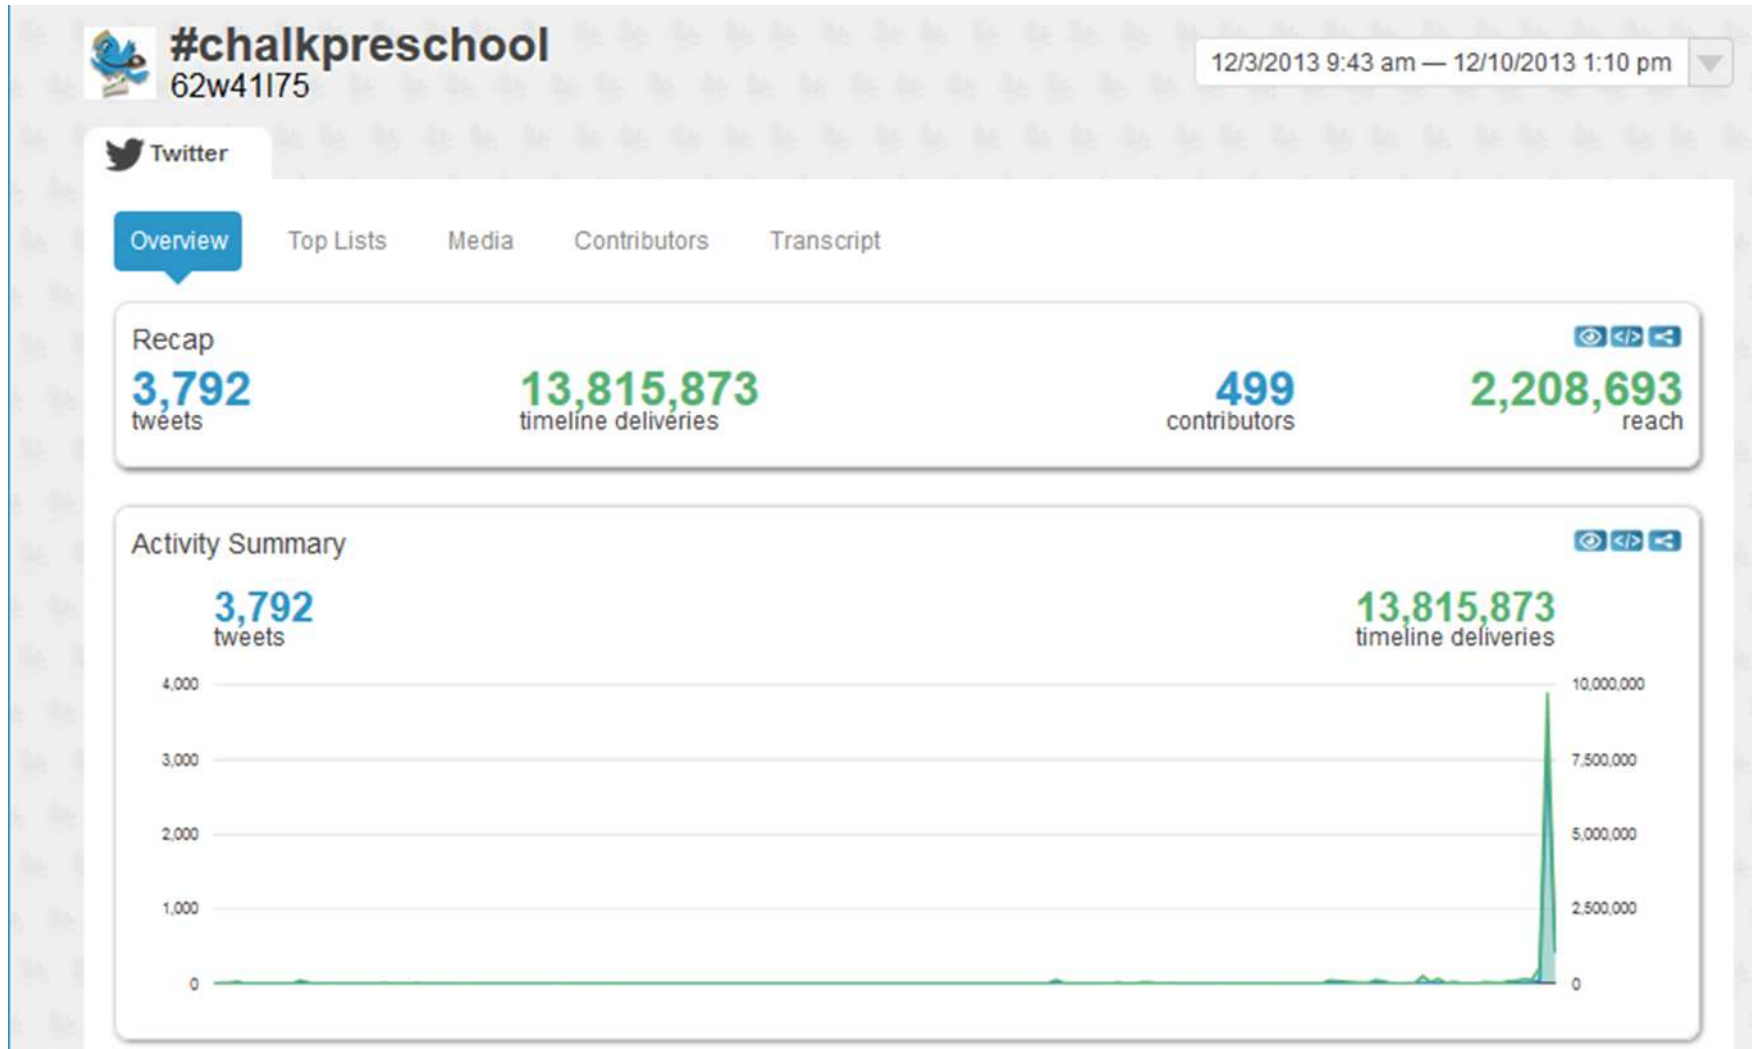 #chalkpreschool
62w41l75
12/3/2013 9:43 am — 12/10/2013 1:10 pm
Twitter
Overview Top Lists Media Contributors Transcript
Recap
3,792 13,815,873 499 2,208,693
tweets timeline deliveries contributors reach
Activity Summary
3,792 13,815,873
tweets timeline deliveries
4,000 10,000,000
3,000 7,500,000
2,000 5,000,000
1,000 2,500,000
0 0